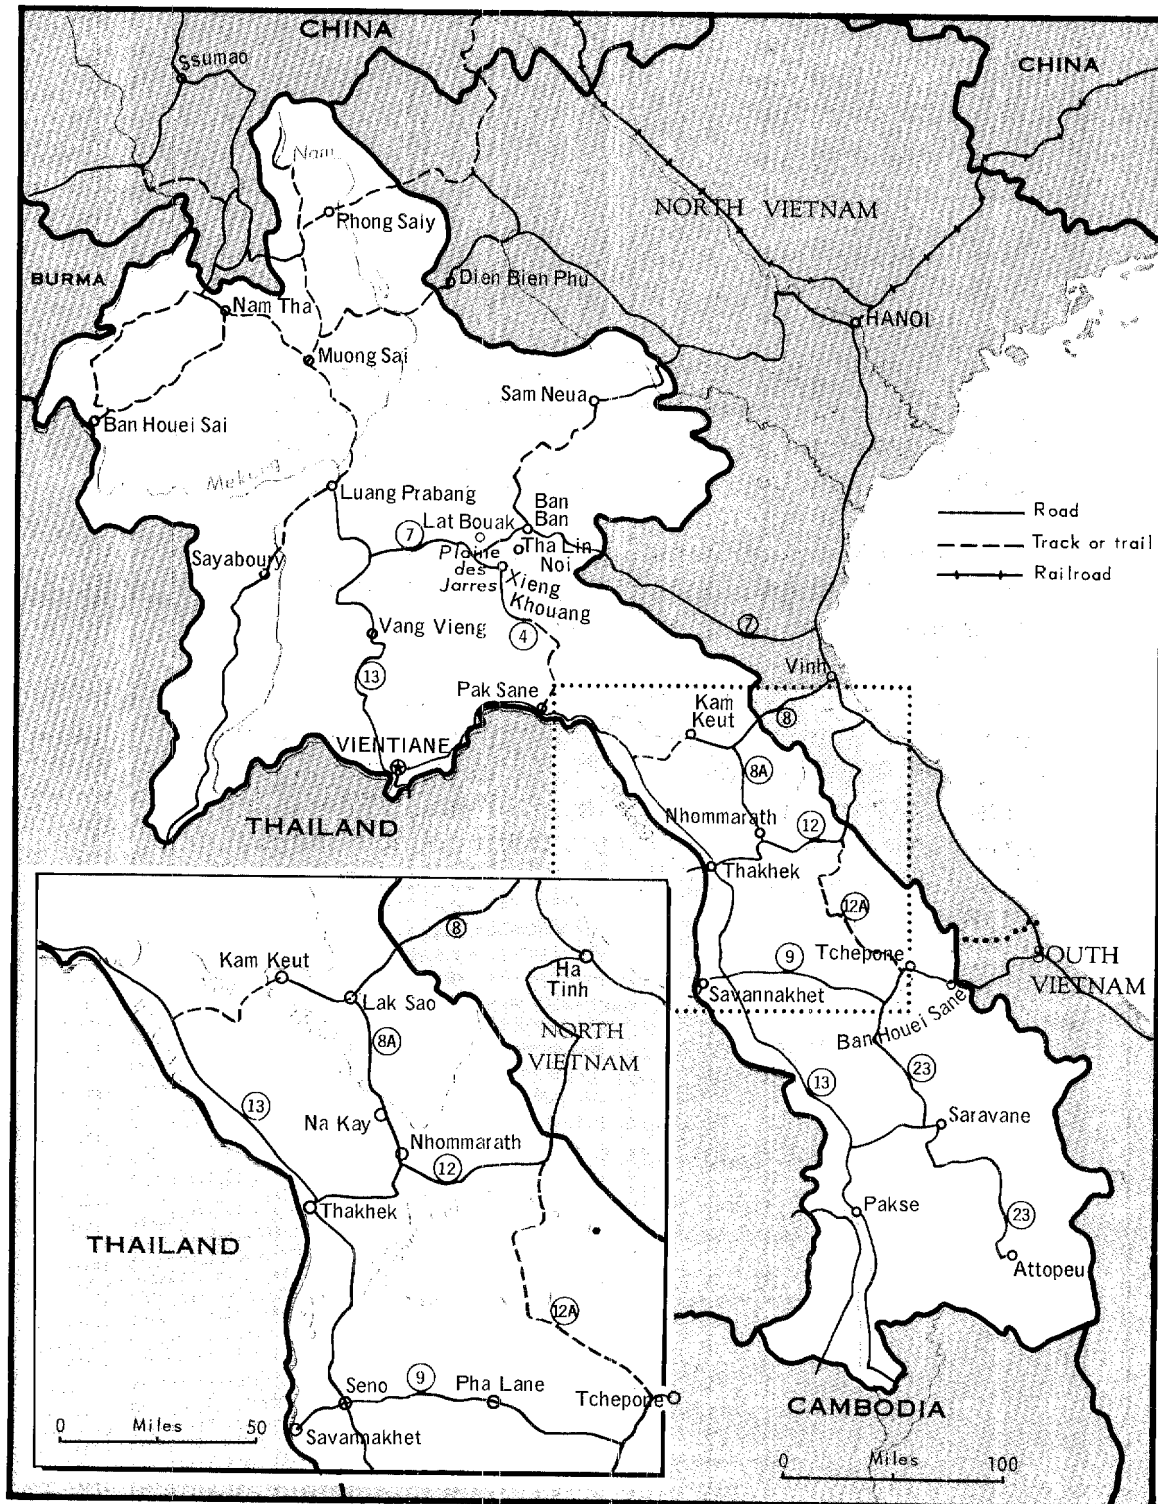 CHINA
Ssumao
CHINA
Nam
Phong Saly
NORTH VIETNAM
BURMA
Dien Bien Phu
Nam Tha
HANOI
Muong Sai
Sam Neua
Ban Houei Sai
Mekong
Luang Prabang
Ban
Ban
Lat Bouak
7
Tha Lin
Noi
Plaine
des
Jarres
Sayaboury
Xieng
Khouang
Road
Track or trail
Railroad
Vang Vieng
4
7
13
Vinh
Pak Sane
Kam
Keut
8
VIENTIANE
8A
THAILAND
Nhommarath
12
Thakhek
12A
Tchepone
9
Savannakhet
SOUTH
VIETNAM
Ban Houei Sane
13
23
Saravane
Pakse
23
Attopeu
CAMBODIA
0 Miles 100
8
Kam Keut
Ha
Tinh
Lak Sao
NORTH
VIETNAM
8A
13
Na Kay
Nhommarath
12
Thakhek
THAILAND
12A
Seno
9
Pha Lane
Tchepone
0 Miles 50
Savannakhet